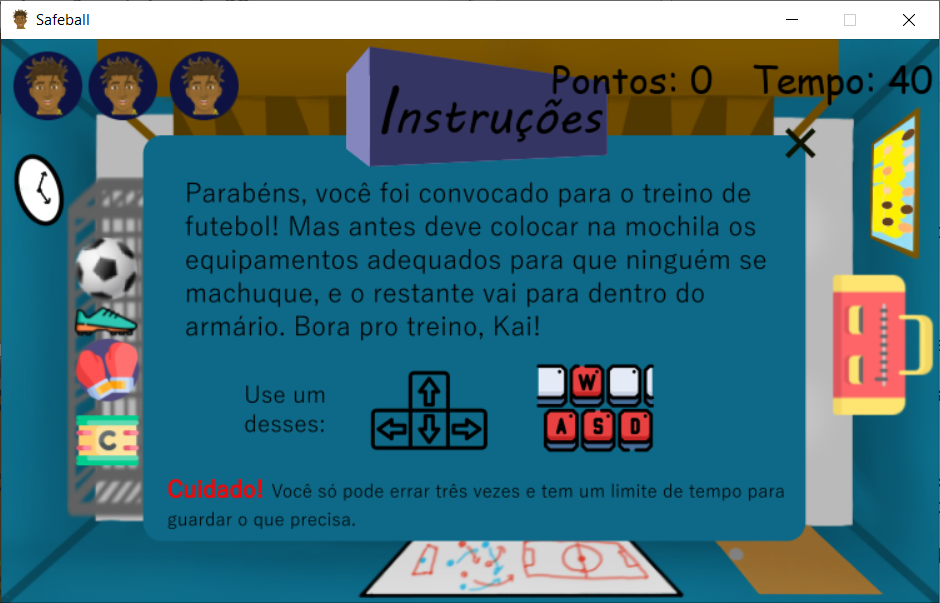 Safeball
Pontos: 0 Tempo: 40
Instruções
Parabéns, você foi convocado para o treino de
futebol! Mas antes deve colocar na mochila os
equipamentos adequados para que ninguém se
machuque, e o restante vai para dentro do
armário. Bora pro treino, Kai!
Use um
desses:
W
A S D
Cuidado! Você só pode errar três vezes e tem um limite de tempo para
guardar o que precisa.
C